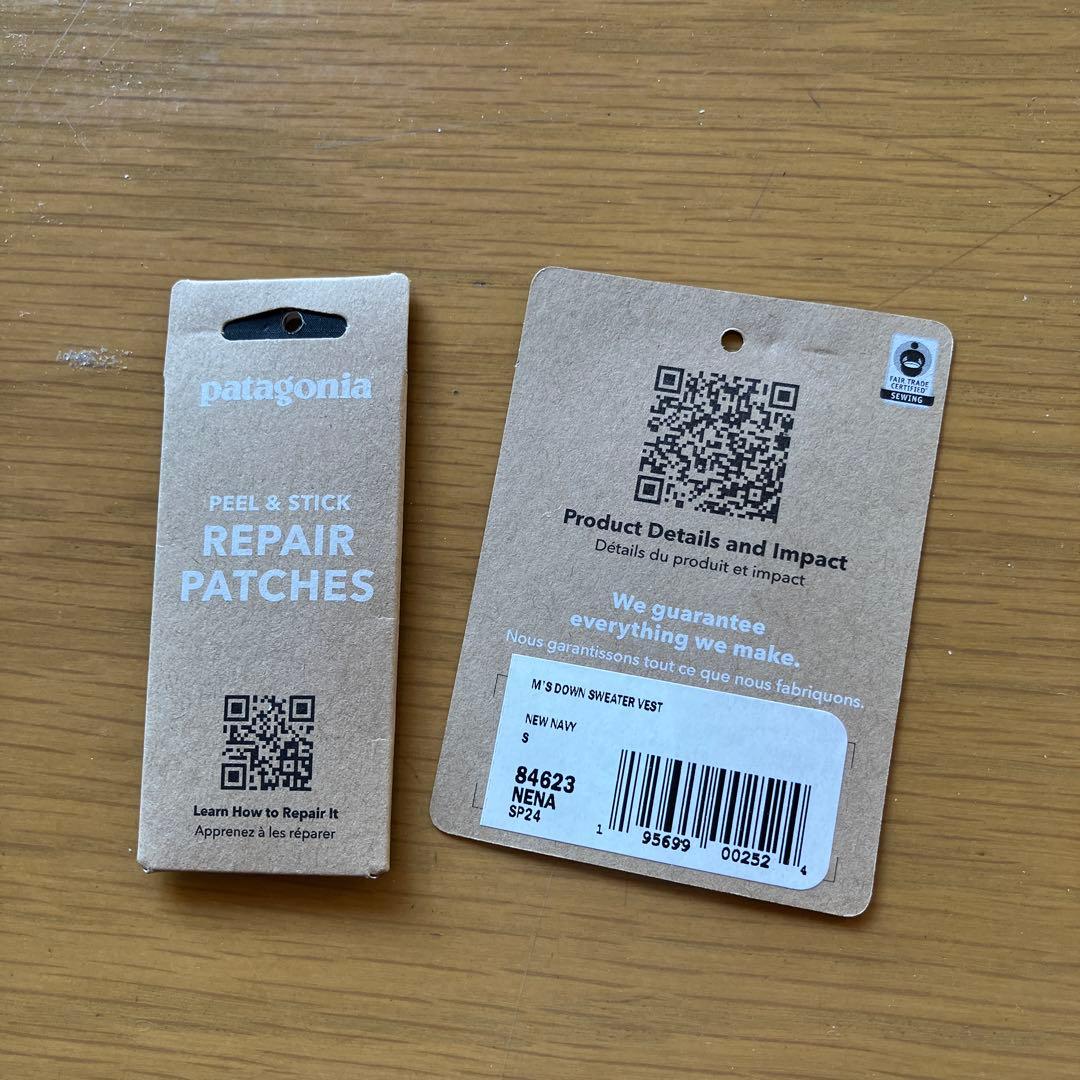 patagonia
PEEL & STICK
REPAIR
PATCHES
Learn How to Repair It
Apprenez à les réparer
FAIR TRADE
CERTIFIED
SEWING
Product Details and Impact
Détails du produit et impact
We guarantee
everything we make.
Nous garantissons tout ce que nous fabriquons.
M'S DOWN SWEATER VEST
NEW NAVY
S
84623
NENA
SP24
1 95699 00252 4